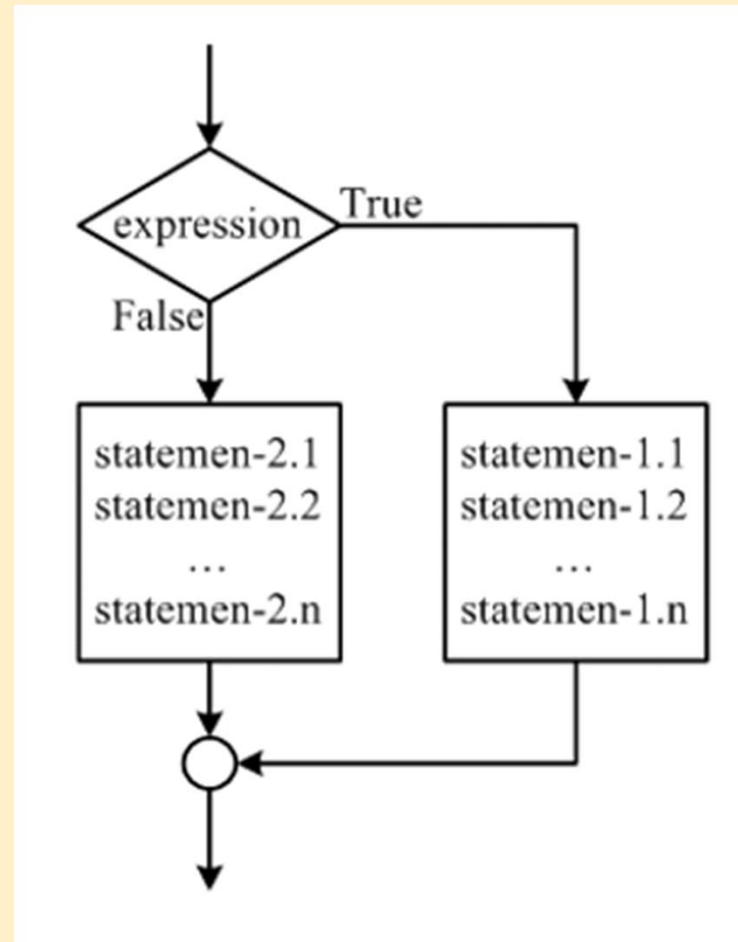 expression
True
False
statemen-2.1
statemen-2.2
...
statemen-2.n
statemen-1.1
statemen-1.2
...
statemen-1.n